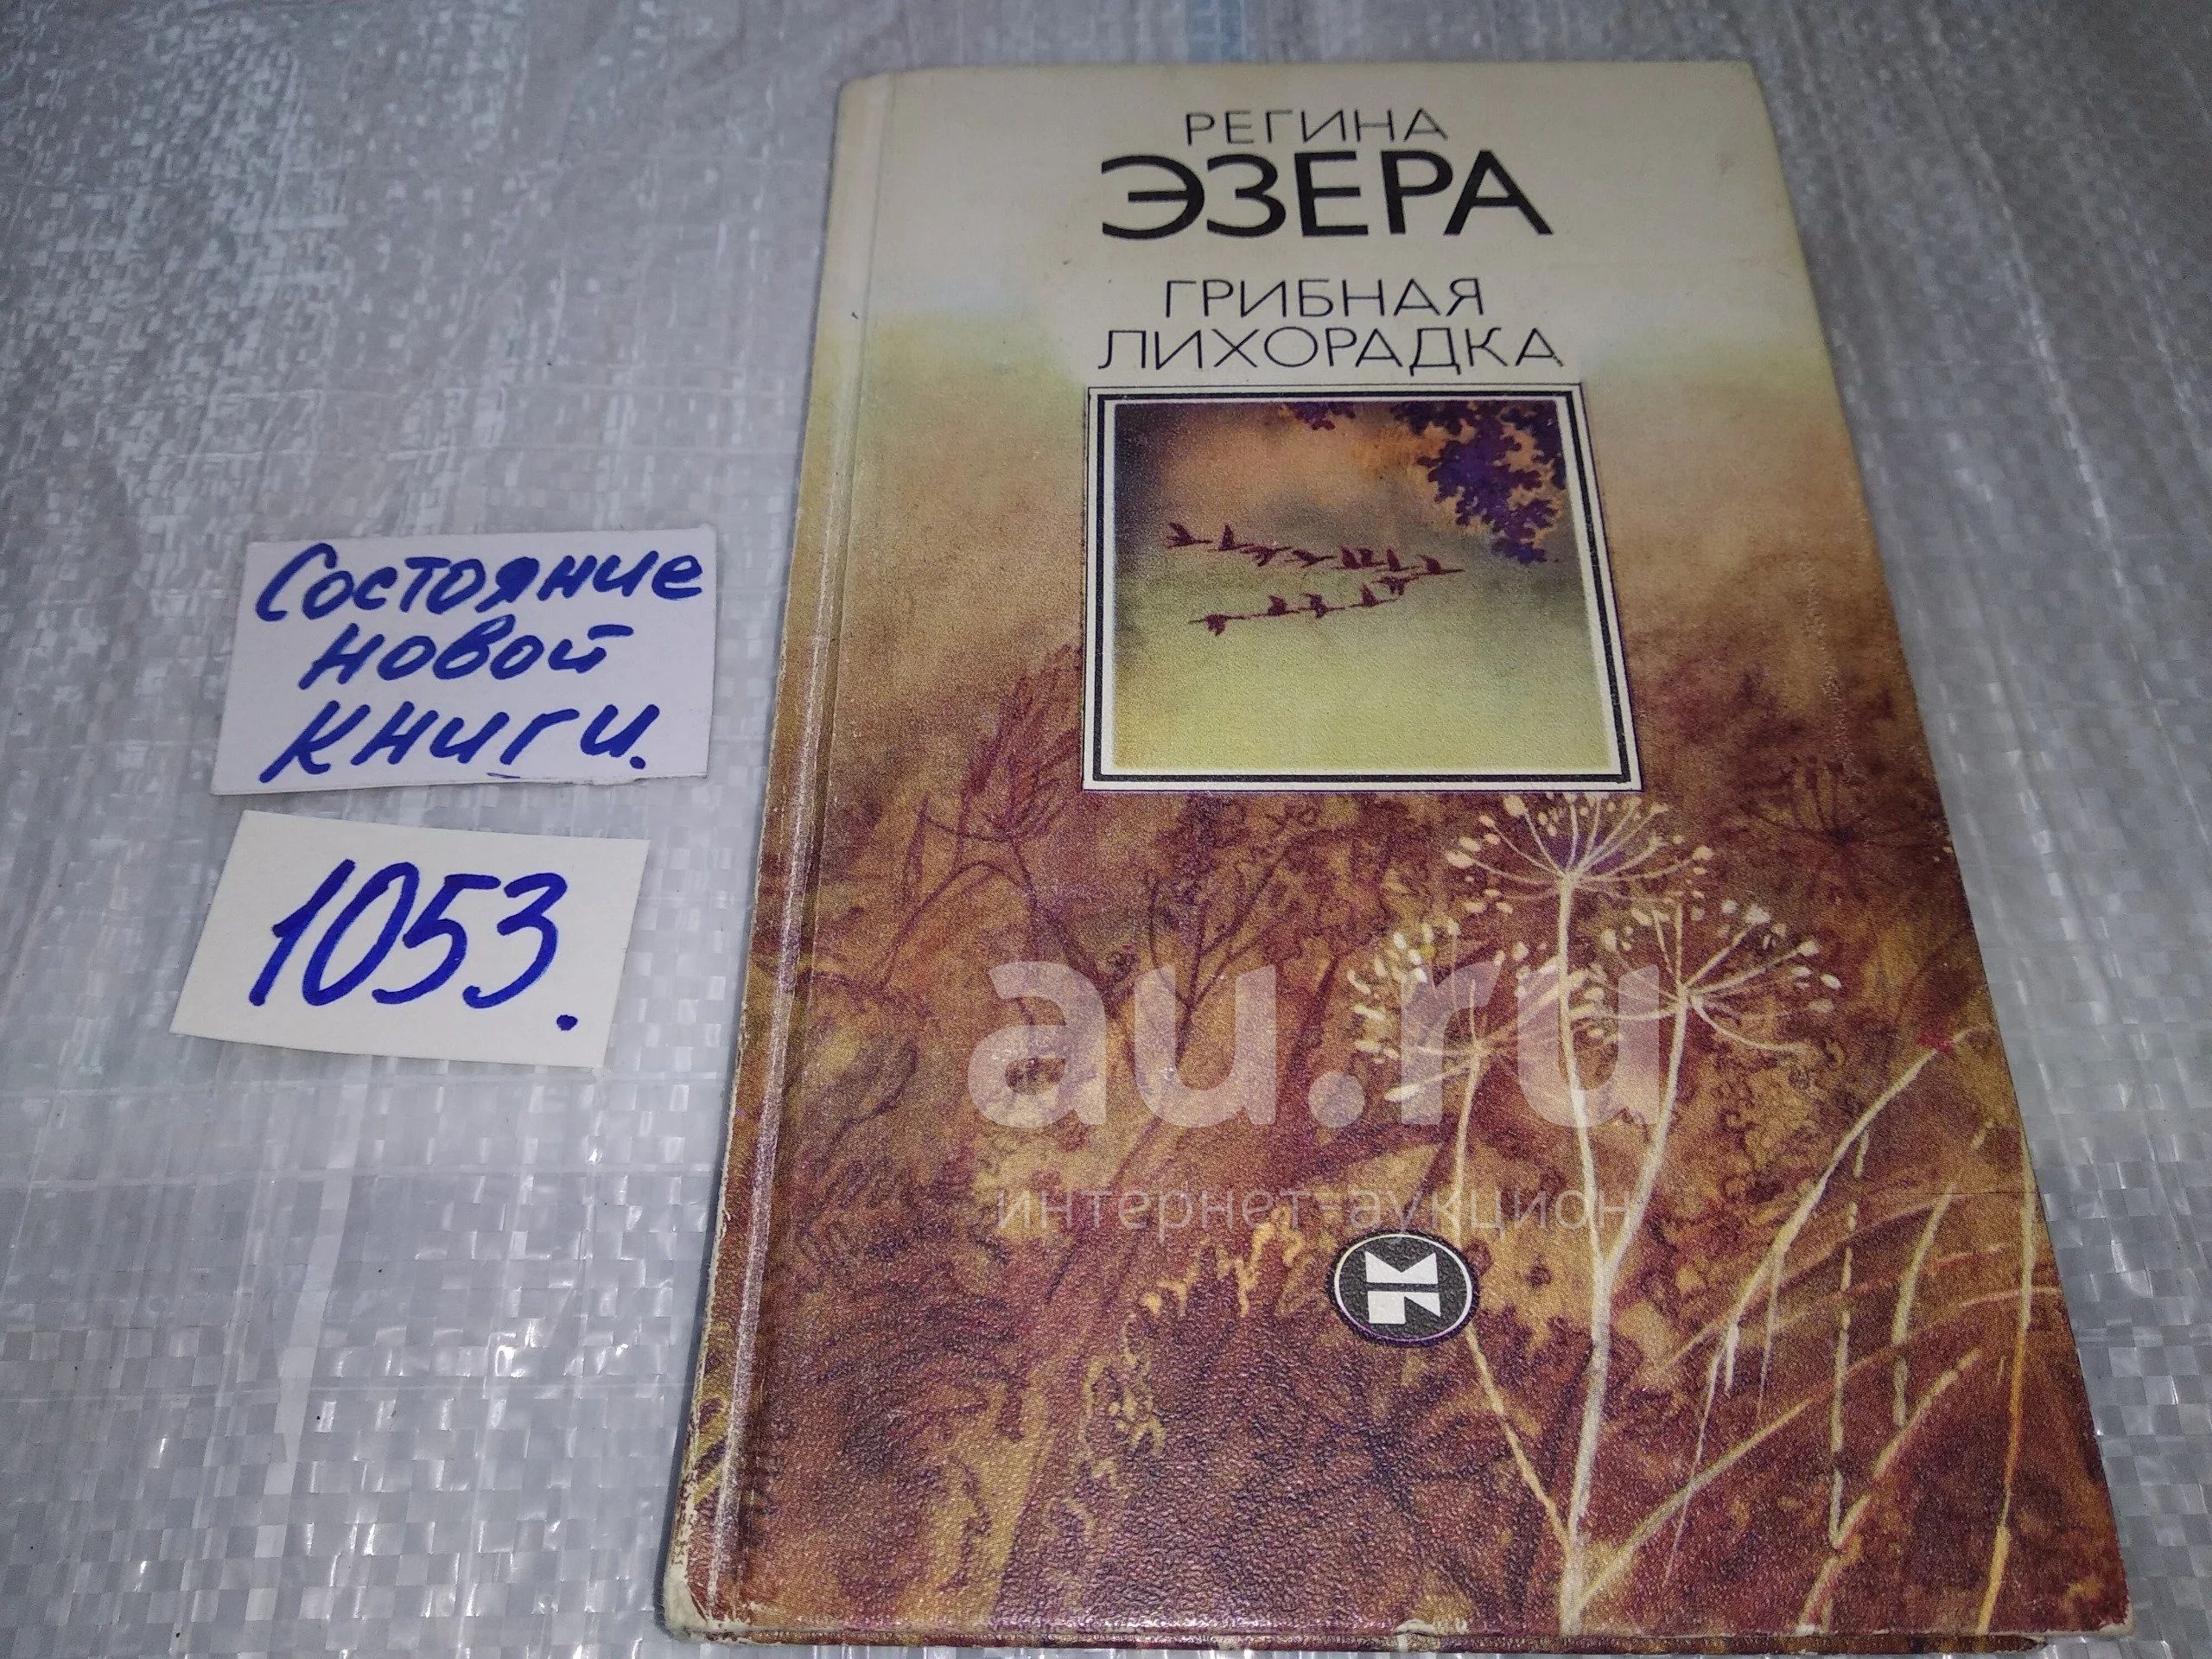 РЕГИНА
ЭЗЕРА
ГРИБНАЯ
ЛИХОРАДКА
Состояние
новой
книги.
1053.
au.ru
интернет-аукцион